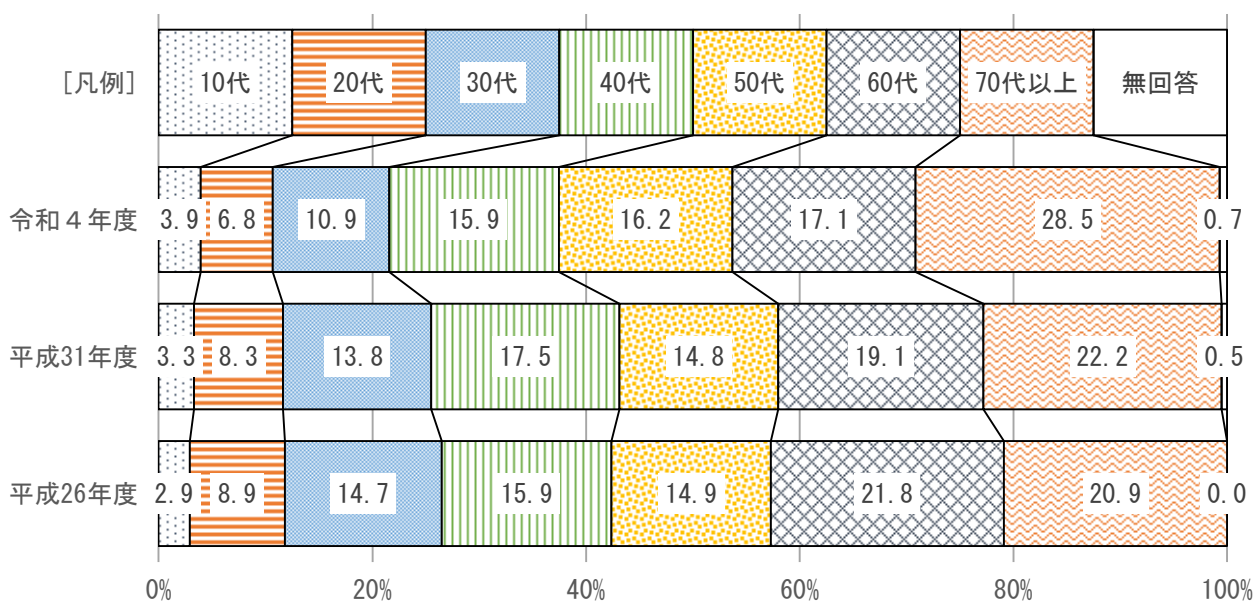 [凡例] 10代 20代 30代 40代 50代 60代 70代以上 無回答
令和４年度 3.9 6.8 10.9 15.9 16.2 17.1 28.5 0.7
平成31年度 3.3 8.3 13.8 17.5 14.8 19.1 22.2 0.5
平成26年度 2.9 8.9 14.7 15.9 14.9 21.8 20.9 0.0
0% 20% 40% 60% 80% 100%